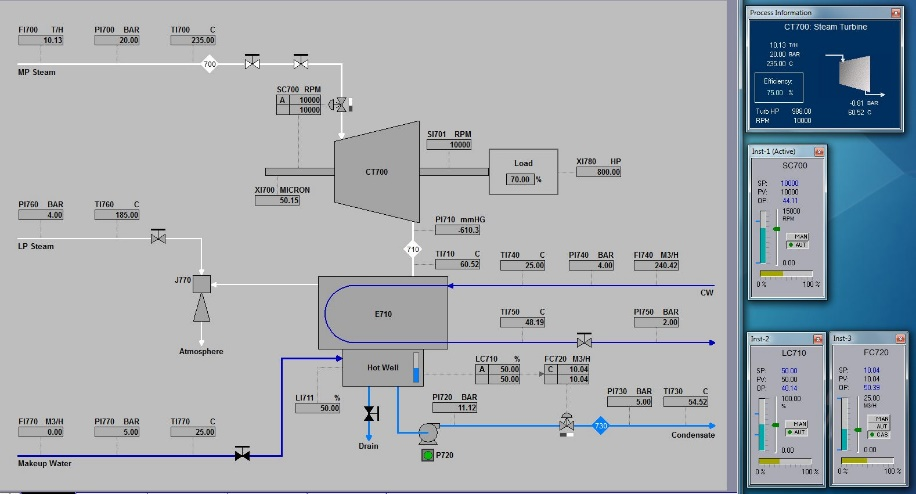 FI700 T/H
10.13
PI700 BAR
20.00
TI700 C
235.00
MP Steam
700
SC700 RPM
A 10000
10000
SI701 RPM
10000
CT700
Load
70.00 %
XI780 HP
800.00
XI700 MICRON
50.15
PI760 BAR
4.00
TI760 C
185.00
LP Steam
PI710 mmHG
-610.3
710
TI710 C
60.52
TI740 C
25.00
PI740 BAR
4.00
FI740 M3/H
240.42
CW
J770
E710
TI750 C
48.19
PI750 BAR
2.00
Atmosphere
Hot Well
LC710 %
A 50.00
50.00
FC720 M3/H
C 10.04
10.04
LI711 %
50.00
PI720 BAR
11.12
PI730 BAR
5.00
TI730 C
54.52
730
Condensate
FI770 M3/H
0.00
PI770 BAR
5.00
TI770 C
25.00
Makeup Water
Drain
P720
Process Information
CT700: Steam Turbine
10.13 T/H
20.00 BAR
235.00 C
Efficiency:
75.00 %
-0.81 BAR
60.52 C
Turb HP
RPM 10000
Inst-1 (Active)
SC700
SP: 10000
PV: 10000
OP: 44.11
15000
RPM
MAN
AUT
0.00
0 % 100 %
Inst-2
LC710
SP: 50.00
PV: 50.00
OP: 40.14
100.00
%
MAN
AUT
0.00
0 % 100 %
Inst-3
FC720
SP: 10.04
PV: 10.04
OP: 50.39
25.00
M3/H
MAN
AUT
CAS
0.00
0 % 100 %